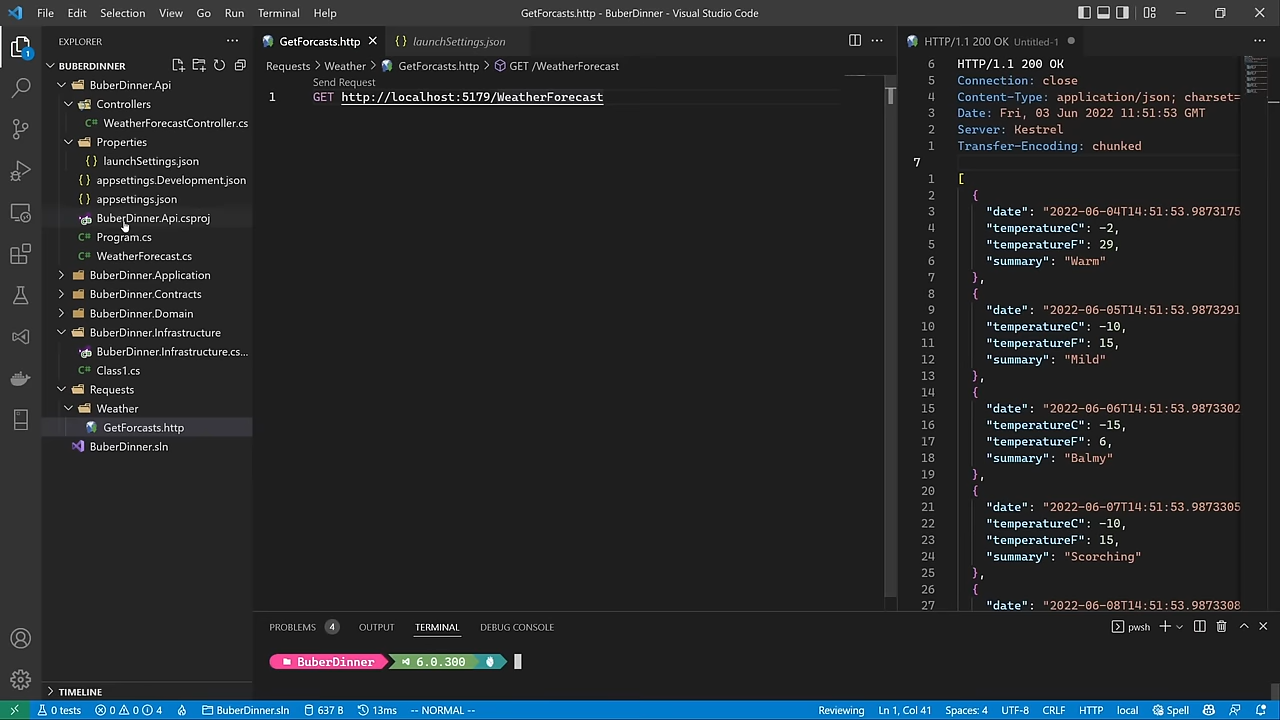 File Edit Selection View Go Run Terminal Help
GetForcasts.http - BuberDinner - Visual Studio Code
EXPLORER
1
BUBERDINNER
BuberDinner.Api
Controllers
WeatherForecastController.cs
Properties
launchSettings.json
appsettings.Development.json
appsettings.json
BuberDinner.Api.csproj
Program.cs
WeatherForecast.cs
BuberDinner.Application
BuberDinner.Contracts
BuberDinner.Domain
BuberDinner.Infrastructure
BuberDinner.Infrastructure.cs...
Class1.cs
Requests
Weather
GetForcasts.http
BuberDinner.sln
TIMELINE
GetForcasts.http
launchSettings.json
Requests > Weather > GetForcasts.http > GET /WeatherForecast
Send Request
1 GET http://localhost:5179/WeatherForecast
HTTP/1.1 200 OK Untitled-1
6 HTTP/1.1 200 OK
5 Connection: close
4 Content-Type: application/json; charset=
3 Date: Fri, 03 Jun 2022 11:51:53 GMT
2 Server: Kestrel
1 Transfer-Encoding: chunked
7
1 [
2 {
3 "date": "2022-06-04T14:51:53.9873175
4 "temperatureC": -2,
5 "temperatureF": 29,
6 "summary": "Warm"
7 },
8 {
9 "date": "2022-06-05T14:51:53.9873291
10 "temperatureC": -10,
11 "temperatureF": 15,
12 "summary": "Mild"
13 },
14 {
15 "date": "2022-06-06T14:51:53.9873302
16 "temperatureC": -15,
17 "temperatureF": 6,
18 "summary": "Balmy"
19 },
20 {
21 "date": "2022-06-07T14:51:53.9873305
22 "temperatureC": -10,
23 "temperatureF": 15,
24 "summary": "Scorching"
25 },
26 {
27 "date": "2022-06-08T14:51:53.9873308
PROBLEMS 4 OUTPUT TERMINAL DEBUG CONSOLE
pwsh
BuberDinner 6.0.300
0 tests 0 0 4 BuberDinner.sln 637 B 13ms -- NORMAL --
Reviewing Ln 1, Col 41 Spaces: 4 UTF-8 CRLF HTTP local Spell